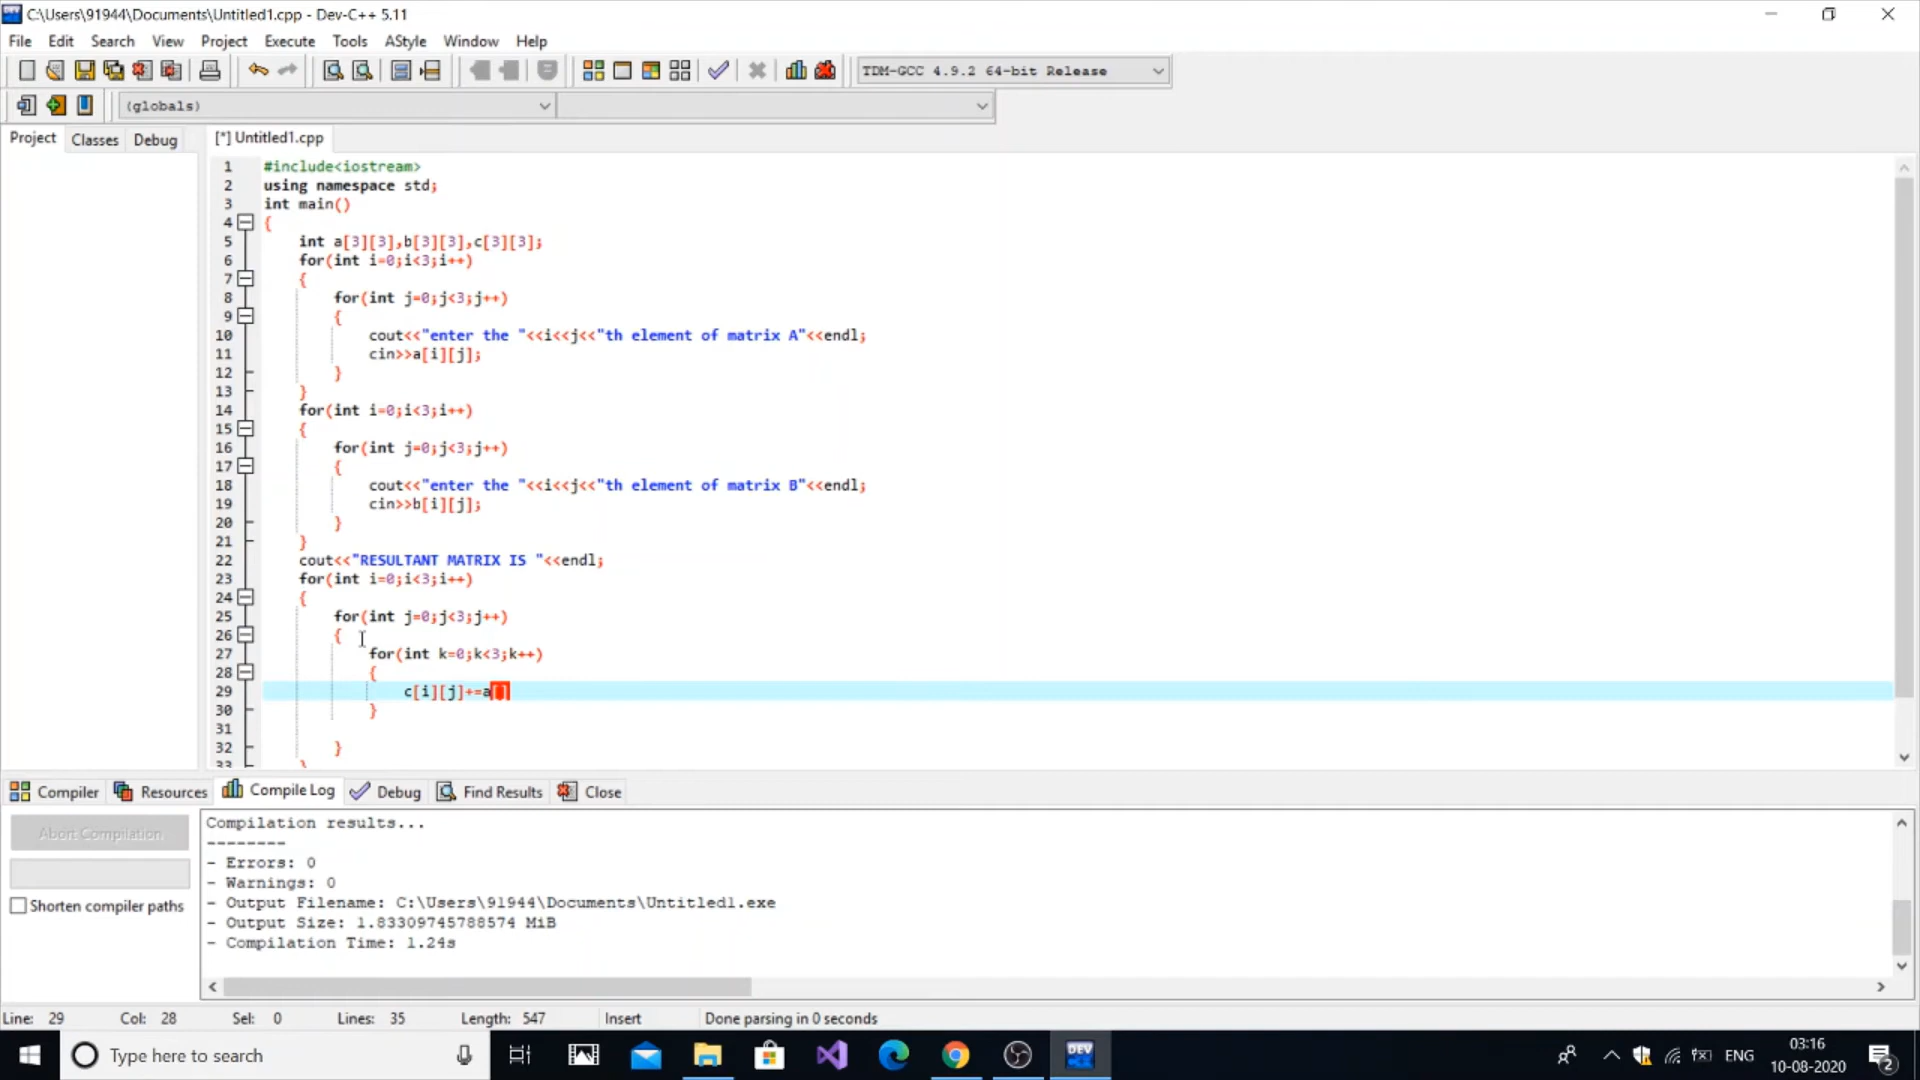 C:\Users\91944\Documents\Untitled1.cpp - Dev-C++ 5.11
File Edit Search View Project Execute Tools AStyle Window Help
TDM-GCC 4.9.2 64-bit Release
(globals)
Project Classes Debug [*] Untitled1.cpp
1 #include<iostream>
2 using namespace std;
3 int main()
4 {
5 int a[3][3],b[3][3],c[3][3];
6 for(int i=0;i<3;i++)
7 {
8 for(int j=0;j<3;j++)
9 {
10 cout<<"enter the "<<i<<j<<"th element of matrix A"<<endl;
11 cin>>a[i][j];
12 }
13 }
14 for(int i=0;i<3;i++)
15 {
16 for(int j=0;j<3;j++)
17 {
18 cout<<"enter the "<<i<<j<<"th element of matrix B"<<endl;
19 cin>>b[i][j];
20 }
21 }
22 cout<<"RESULTANT MATRIX IS "<<endl;
23 for(int i=0;i<3;i++)
24 {
25 for(int j=0;j<3;j++)
26 {
27 for(int k=0;k<3;k++)
28 {
29 c[i][j]+=a[]
30 }
31
32 }
33 }
Compiler Resources Compile Log Debug Find Results Close
Abort Compilation
Shorten compiler paths
Compilation results...
--------
- Errors: 0
- Warnings: 0
- Output Filename: C:\Users\91944\Documents\Untitled1.exe
- Output Size: 1.83309745788574 MiB
- Compilation Time: 1.24s
Line: 29 Col: 28 Sel: 0 Lines: 35 Length: 547 Insert Done parsing in 0 seconds
Type here to search
DEV
ENG
03:16
10-08-2020
2